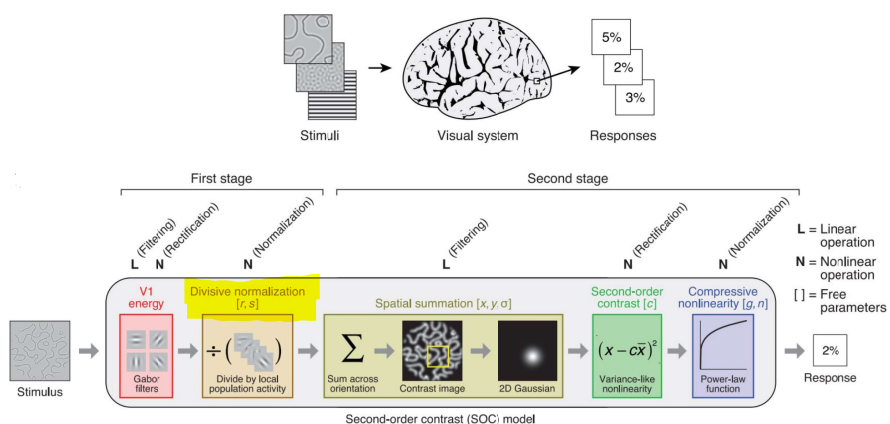 5%
2%
3%
Stimuli
Visual system
Responses
First stage
Second stage
L (Filtering)
N (Rectification)
N (Normalization)
L (Filtering)
N (Rectification)
N (Normalization)
L = Linear
operation
N = Nonlinear
operation
[ ] = Free
parameters
V1
energy
Divisive normalization
[r, s]
Spatial summation [x, y, σ]
Second-order
contrast [c]
Compressive
nonlinearity [g, n]
÷ ( )
∑
(x − cx̄)²
2%
Gabor
filters
Divide by local
population activity
Sum across
orientation
Contrast image
2D Gaussian
Variance-like
nonlinearity
Power-law
function
Stimulus
Response
Second-order contrast (SOC) model